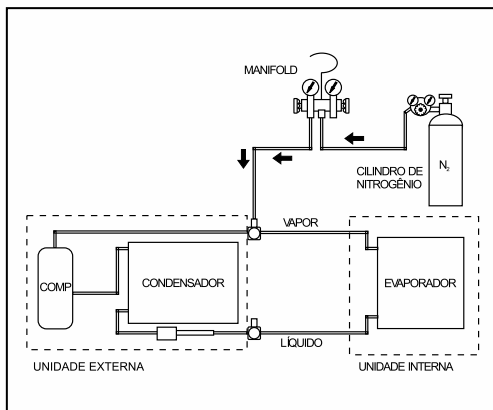 MANIFOLD
CILINDRO DE
NITROGÊNIO
N₂
VAPOR
COMP
CONDENSADOR
EVAPORADOR
LÍQUIDO
UNIDADE EXTERNA
UNIDADE INTERNA